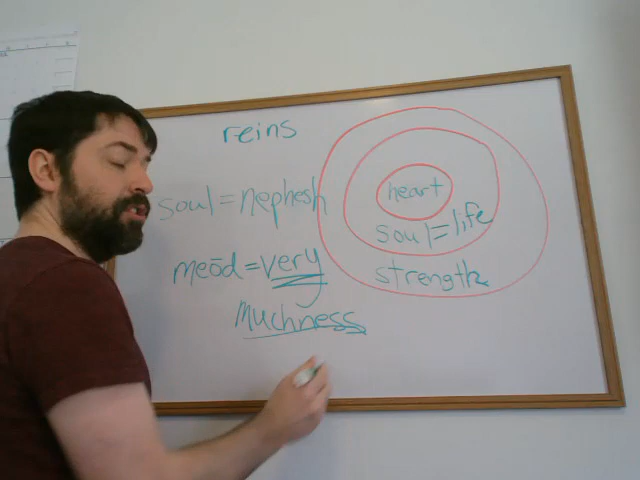 reins
soul = nephesh
meōd = very
Muchness
heart
soul = life
strength